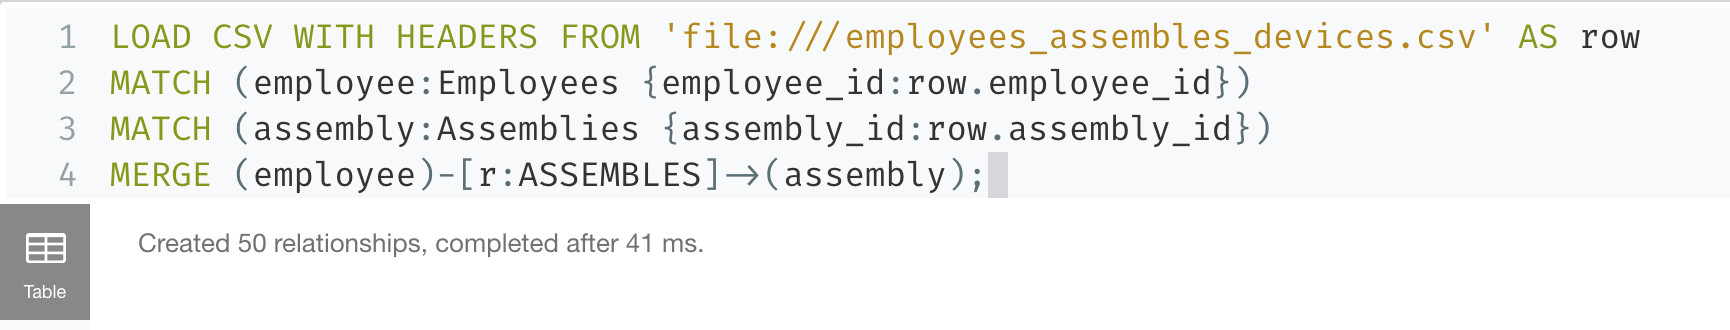 1 LOAD CSV WITH HEADERS FROM 'file:///employees_assembles_devices.csv' AS row
2 MATCH (employee:Employees {employee_id:row.employee_id})
3 MATCH (assembly:Assemblies {assembly_id:row.assembly_id})
4 MERGE (employee)-[r:ASSEMBLES]->(assembly);
Created 50 relationships, completed after 41 ms.
Table